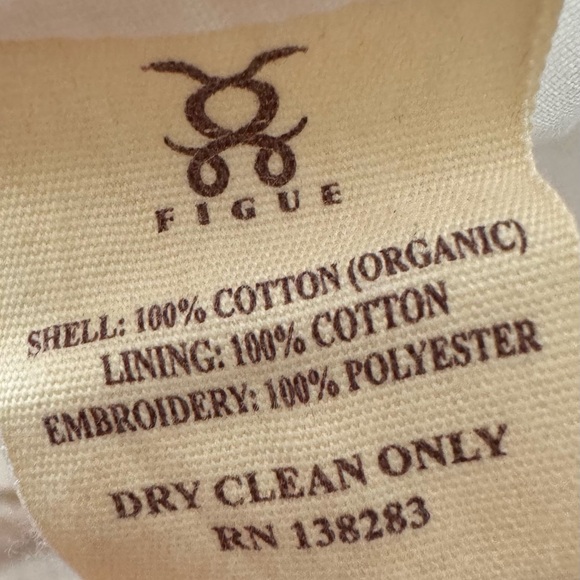 FIGUE
SHELL: 100% COTTON (ORGANIC)
LINING: 100% COTTON
EMBROIDERY: 100% POLYESTER
DRY CLEAN ONLY
RN 138283